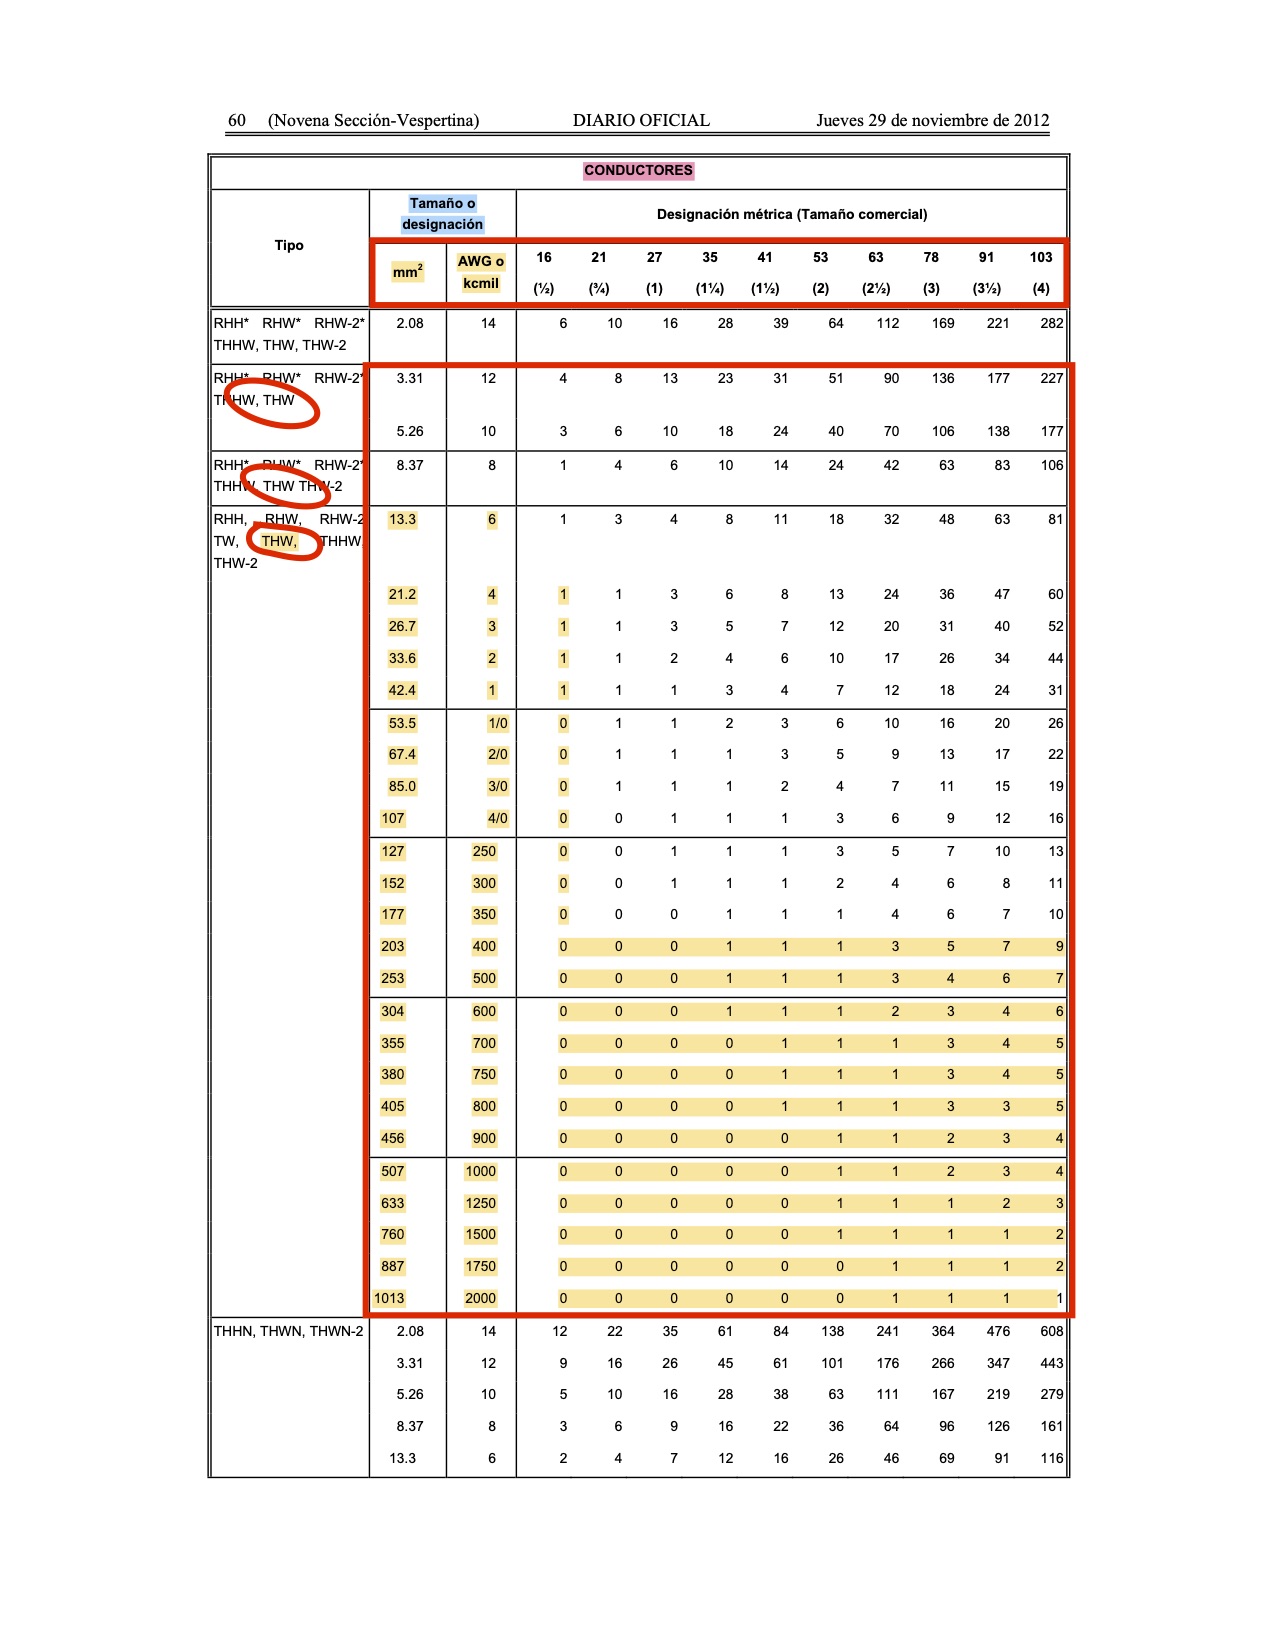 60 (Novena Sección-Vespertina) DIARIO OFICIAL Jueves 29 de noviembre de 2012
CONDUCTORES
Tipo
Tamaño o
designación
Designación métrica (Tamaño comercial)
mm2 AWG o
kcmil
16 21 27 35 41 53 63 78 91 103
(½) (¾) (1) (1¼) (1½) (2) (2½) (3) (3½) (4)
RHH* RHW* RHW-2* 2.08 14 6 10 16 28 39 64 112 169 221 282
THHW, THW, THW-2
RHH* RHW* RHW-2* 3.31 12 4 8 13 23 31 51 90 136 177 227
THHW, THW
5.26 10 3 6 10 18 24 40 70 106 138 177
RHH* RHW* RHW-2* 8.37 8 1 4 6 10 14 24 42 63 83 106
THHW, THW THW-2
RHH, RHW, RHW-2 13.3 6 1 3 4 8 11 18 32 48 63 81
TW, THW, THHW
THW-2
21.2 4 1 1 3 6 8 13 24 36 47 60
26.7 3 1 1 3 5 7 12 20 31 40 52
33.6 2 1 1 2 4 6 10 17 26 34 44
42.4 1 1 1 1 3 4 7 12 18 24 31
53.5 1/0 0 1 1 2 3 6 10 16 20 26
67.4 2/0 0 1 1 1 3 5 9 13 17 22
85.0 3/0 0 1 1 1 2 4 7 11 15 19
107 4/0 0 0 1 1 1 3 6 9 12 16
127 250 0 0 1 1 1 3 5 7 10 13
152 300 0 0 1 1 1 2 4 6 8 11
177 350 0 0 0 1 1 1 4 6 7 10
203 400 0 0 0 1 1 1 3 5 7 9
253 500 0 0 0 1 1 1 3 4 6 7
304 600 0 0 0 1 1 1 2 3 4 6
355 700 0 0 0 0 1 1 1 3 4 5
380 750 0 0 0 0 1 1 1 3 4 5
405 800 0 0 0 0 1 1 1 3 3 5
456 900 0 0 0 0 0 1 1 2 3 4
507 1000 0 0 0 0 0 1 1 2 3 4
633 1250 0 0 0 0 0 1 1 1 2 3
760 1500 0 0 0 0 0 1 1 1 1 2
887 1750 0 0 0 0 0 0 1 1 1 2
1013 2000 0 0 0 0 0 0 1 1 1 1
THHN, THWN, THWN-2 2.08 14 12 22 35 61 84 138 241 364 476 608
3.31 12 9 16 26 45 61 101 176 266 347 443
5.26 10 5 10 16 28 38 63 111 167 219 279
8.37 8 3 6 9 16 22 36 64 96 126 161
13.3 6 2 4 7 12 16 26 46 69 91 116